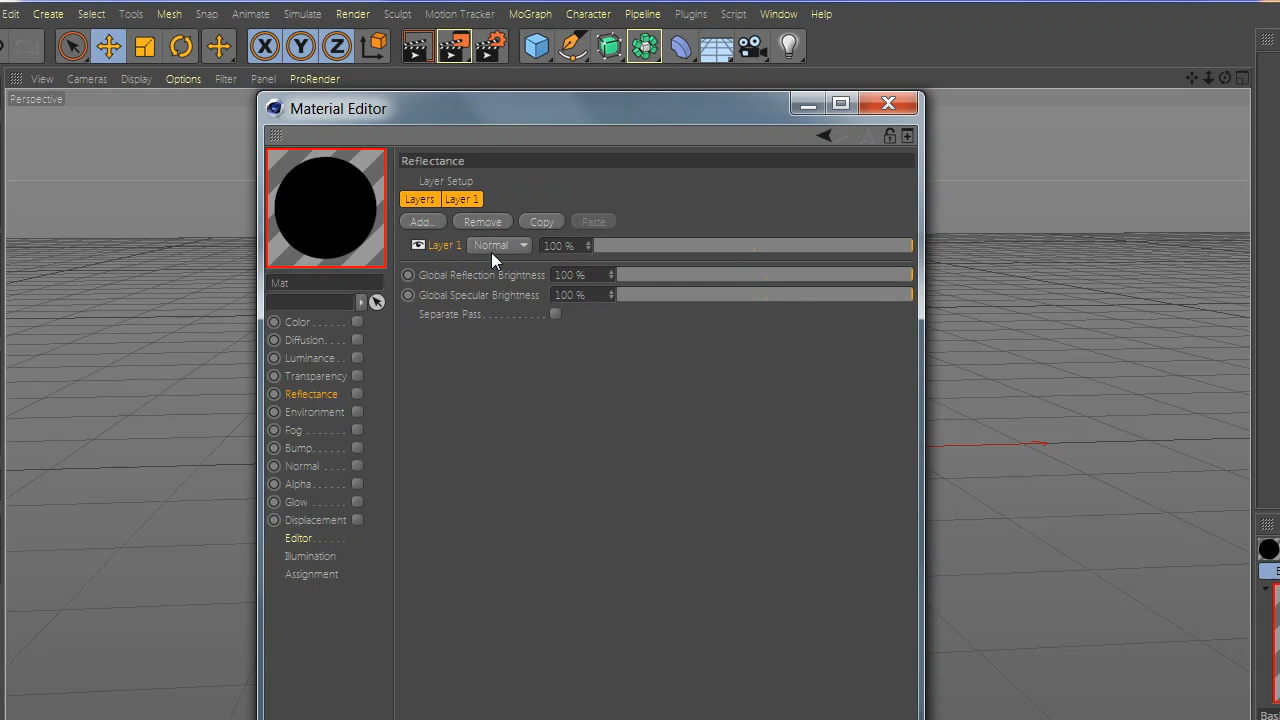 Edit Create Select Tools Mesh Snap Animate Simulate Render Sculpt Motion Tracker MoGraph Character Pipeline Plugins Script Window Help
X Y Z
View Cameras Display Options Filter Panel ProRender
Perspective
Material Editor
Reflectance
Layer Setup
Layers Layer 1
Add... Remove Copy Paste
Layer 1 Normal 100 %
Global Reflection Brightness 100 %
Global Specular Brightness 100 %
Separate Pass . . . . . . . . . . .
Mat
Color . . . . . .
Diffusion. . . .
Luminance. . .
Transparency
Reflectance
Environment
Fog . . . . . . .
Bump. . . . . .
Normal . . . .
Alpha. . . . . .
Glow . . . . . .
Displacement
Editor. . . . . .
Illumination
Assignment